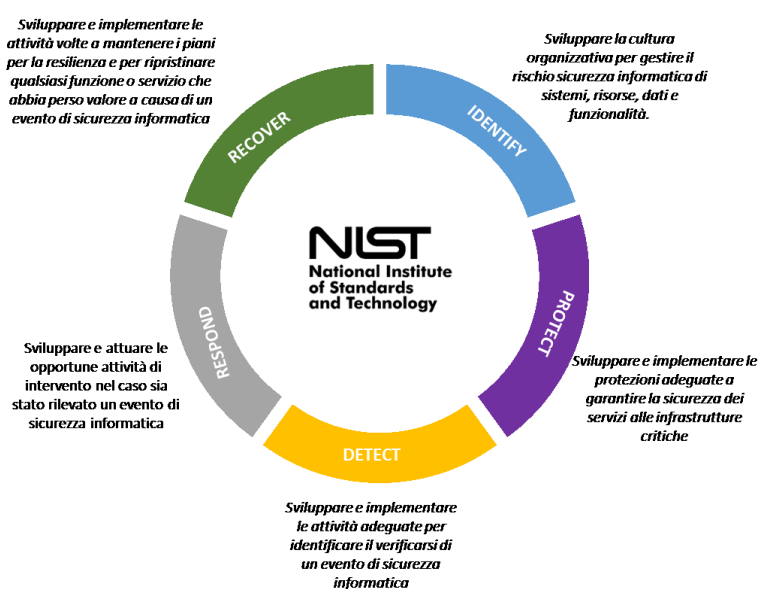 Sviluppare e implementare le
attività volte a mantenere i piani
per la resilienza e per ripristinare
qualsiasi funzione o servizio che
abbia perso valore a causa di un
evento di sicurezza informatica
Sviluppare la cultura
organizzativa per gestire il
rischio sicurezza informatica di
sistemi, risorse, dati e
funzionalità.
RECOVER
IDENTIFY
NIST
National Institute
of Standards
and Technology
PROTECT
RESPOND
Sviluppare e attuare le
opportune attività di
intervento nel caso sia
stato rilevato un evento di
sicurezza informatica
Sviluppare e implementare le
protezioni adeguate a
garantire la sicurezza dei
servizi alle infrastrutture
critiche
DETECT
Sviluppare e implementare
le attività adeguate per
identificare il verificarsi di
un evento di sicurezza
informatica